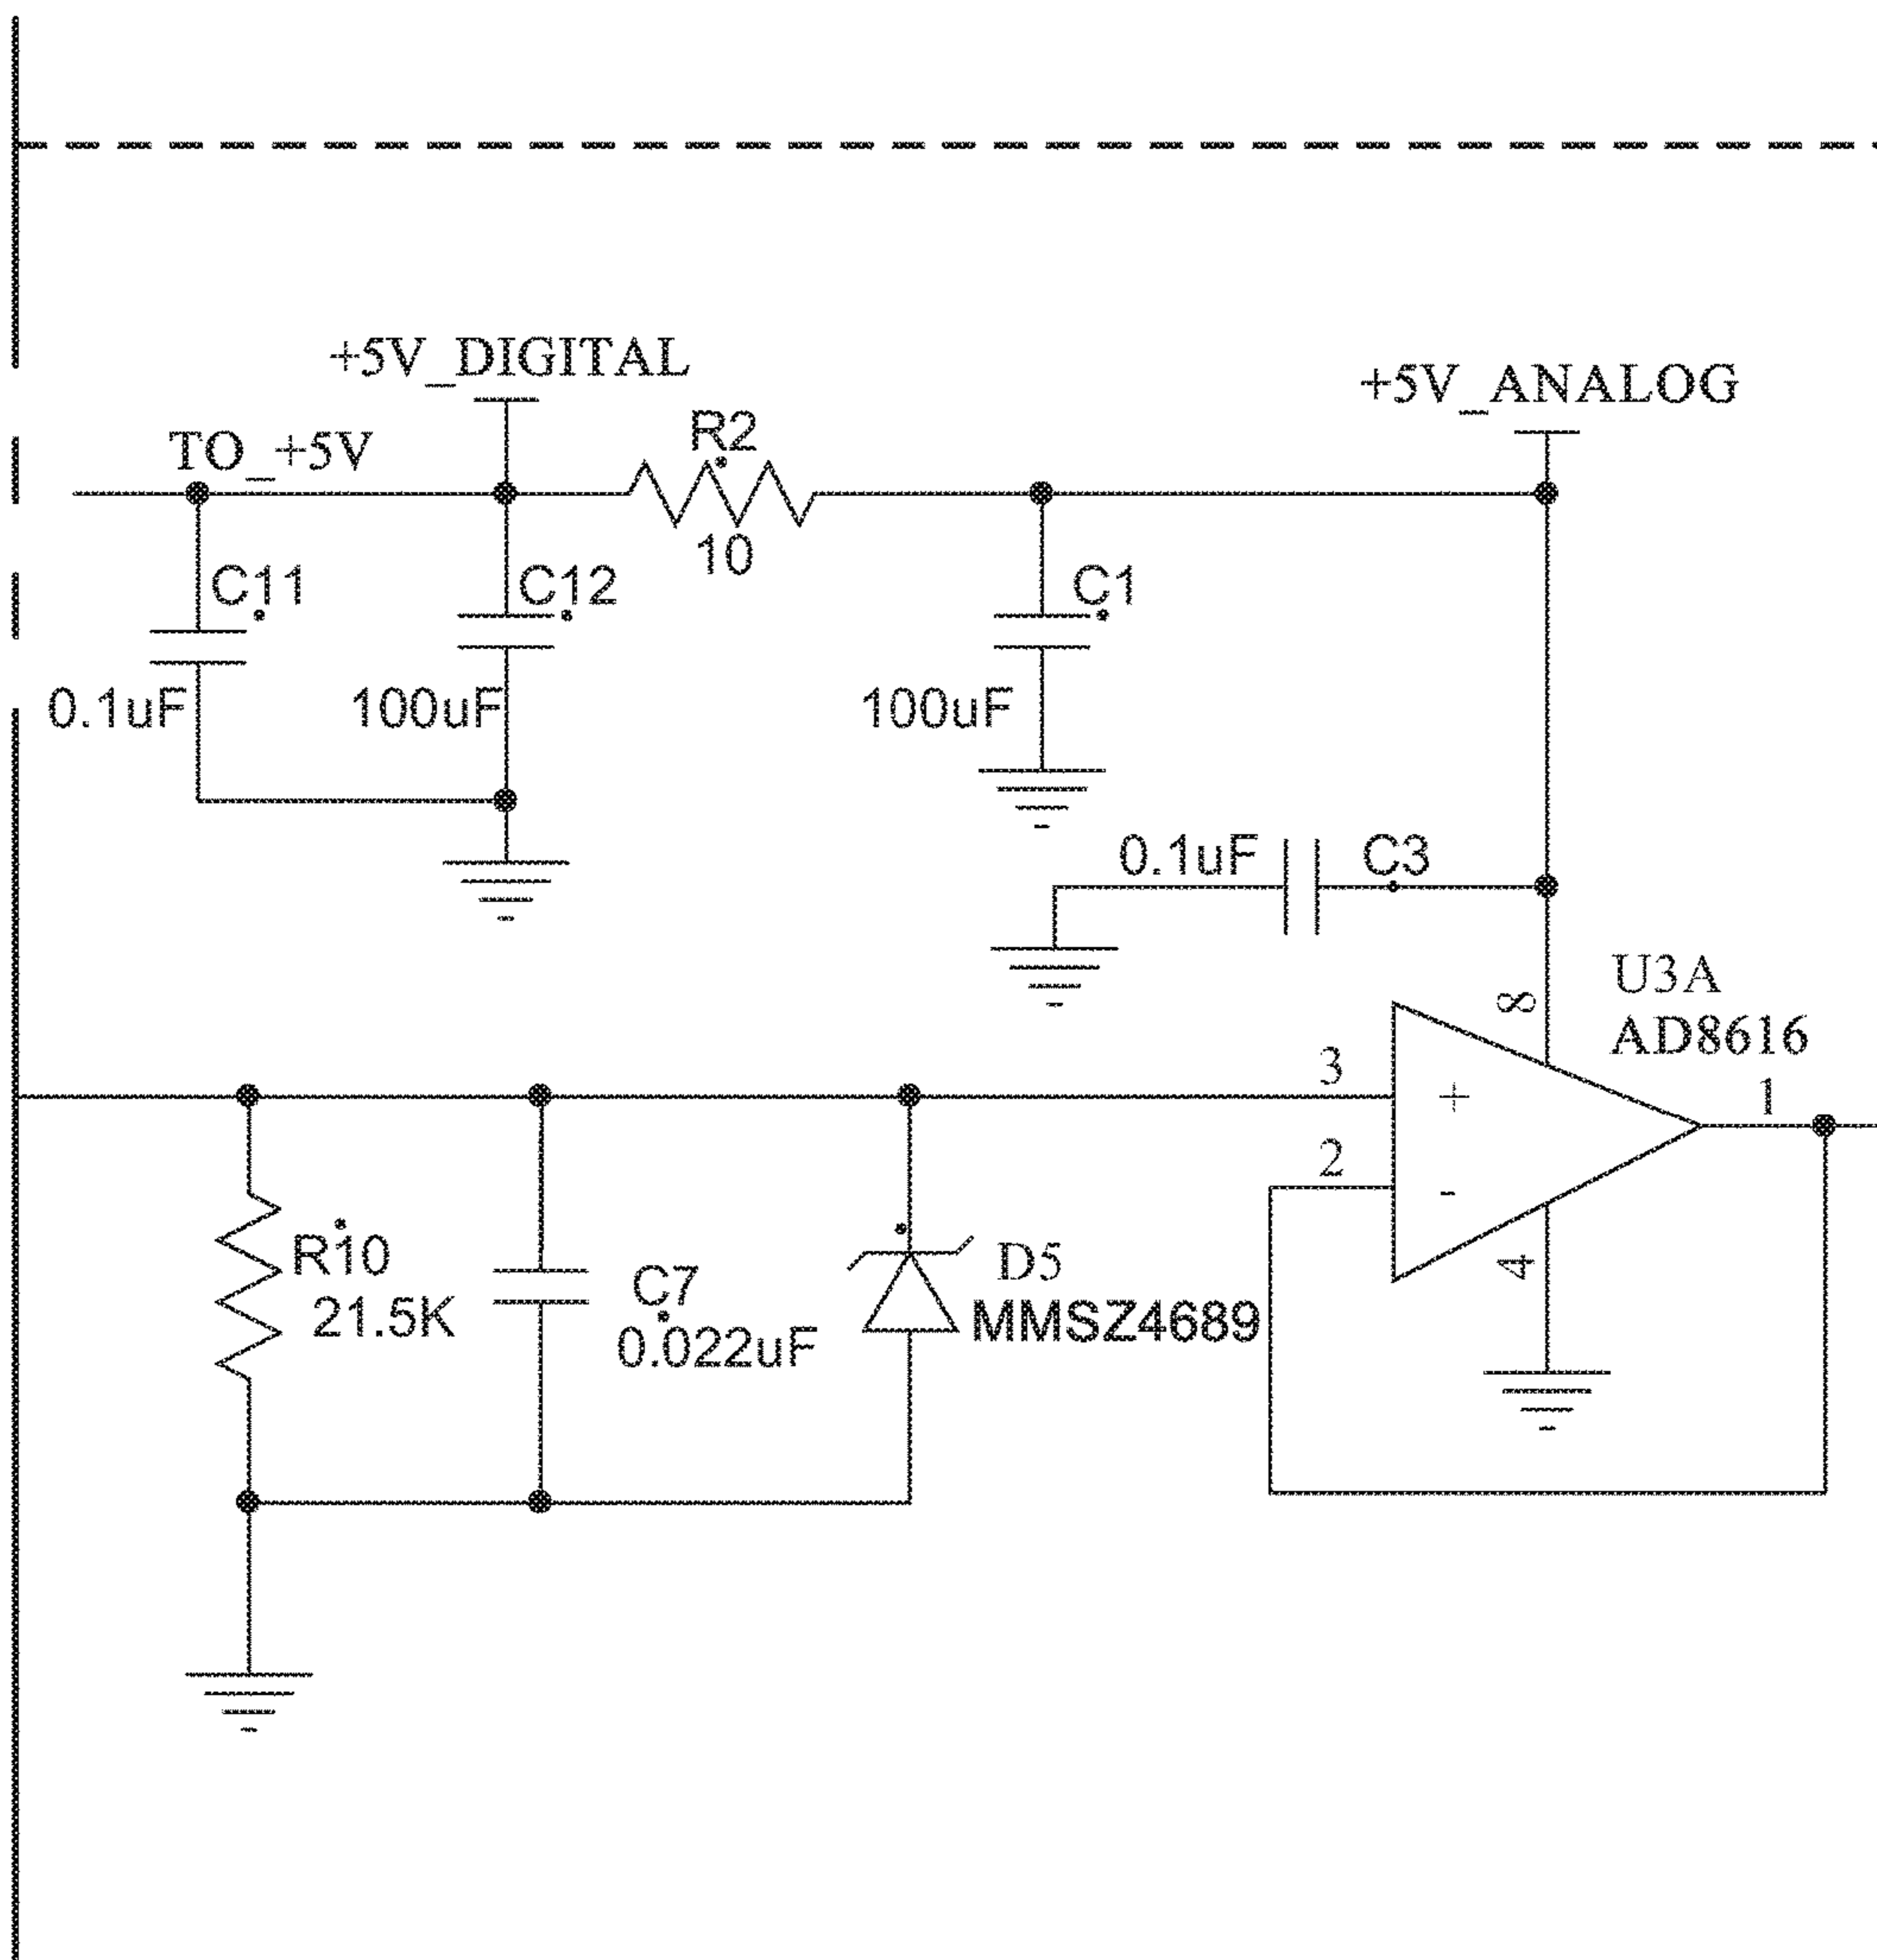 +5V_DIGITAL
+5V_ANALOG
TO_+5V
R2
10
C11
0.1uF
C12
100uF
C1
100uF
0.1uF
C3
U3A
AD8616
8
3
+
1
2
-
4
R10
21.5K
C7
0.022uF
D5
MMSZ4689